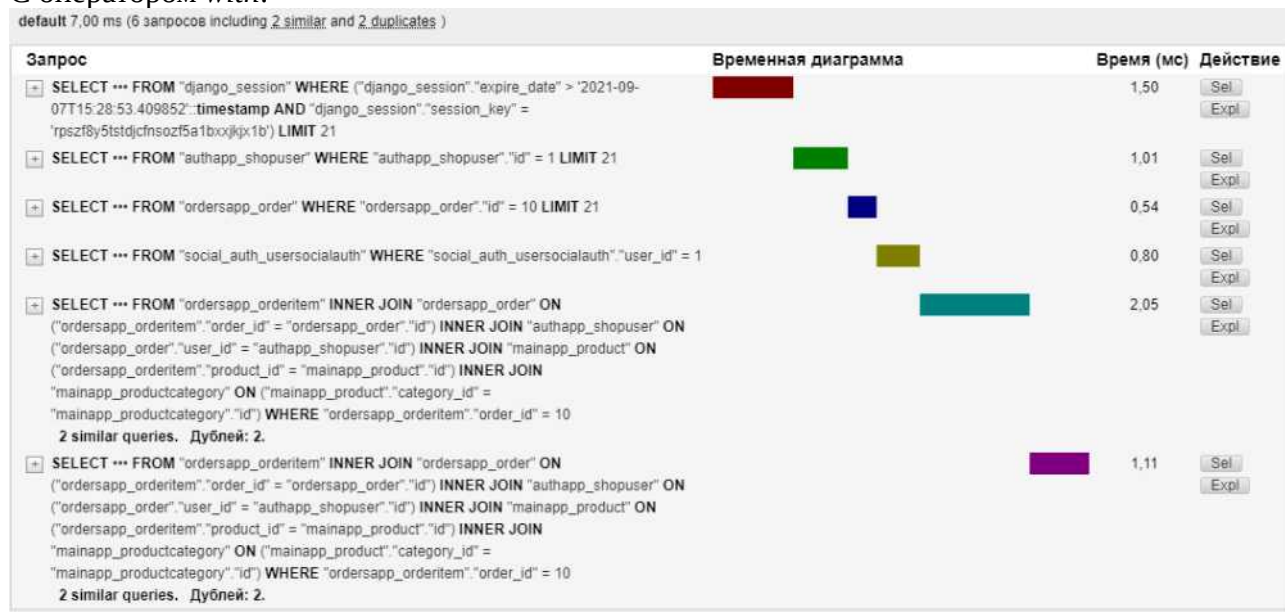 С оператором with:
default 7,00 ms (6 запросов including 2 similar and 2 duplicates )
Запрос Временная диаграмма Время (мс) Действие
+ SELECT ••• FROM "django_session" WHERE ("django_session"."expire_date" > '2021-09- 1,50 Sel
07T15:28:53.409852'::timestamp AND "django_session"."session_key" = Expl
'rpszf8y5tstdjcfnsozf5a1bxxjkjx1b') LIMIT 21
+ SELECT ••• FROM "authapp_shopuser" WHERE "authapp_shopuser"."id" = 1 LIMIT 21 1,01 Sel
Expl
+ SELECT ••• FROM "ordersapp_order" WHERE "ordersapp_order"."id" = 10 LIMIT 21 0,54 Sel
Expl
+ SELECT ••• FROM "social_auth_usersocialauth" WHERE "social_auth_usersocialauth"."user_id" = 1 0,80 Sel
Expl
+ SELECT ••• FROM "ordersapp_orderitem" INNER JOIN "ordersapp_order" ON 2,05 Sel
("ordersapp_orderitem"."order_id" = "ordersapp_order"."id") INNER JOIN "authapp_shopuser" ON Expl
("ordersapp_order"."user_id" = "authapp_shopuser"."id") INNER JOIN "mainapp_product" ON
("ordersapp_orderitem"."product_id" = "mainapp_product"."id") INNER JOIN
"mainapp_productcategory" ON ("mainapp_product"."category_id" =
"mainapp_productcategory"."id") WHERE "ordersapp_orderitem"."order_id" = 10
2 similar queries. Дублей: 2.
+ SELECT ••• FROM "ordersapp_orderitem" INNER JOIN "ordersapp_order" ON 1,11 Sel
("ordersapp_orderitem"."order_id" = "ordersapp_order"."id") INNER JOIN "authapp_shopuser" ON Expl
("ordersapp_order"."user_id" = "authapp_shopuser"."id") INNER JOIN "mainapp_product" ON
("ordersapp_orderitem"."product_id" = "mainapp_product"."id") INNER JOIN
"mainapp_productcategory" ON ("mainapp_product"."category_id" =
"mainapp_productcategory"."id") WHERE "ordersapp_orderitem"."order_id" = 10
2 similar queries. Дублей: 2.